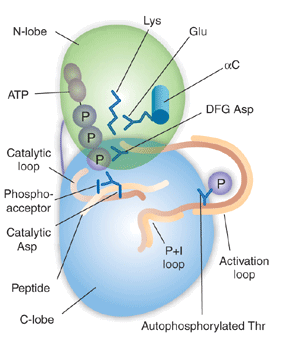 Lys
N-lobe
Glu
αC
ATP
P
DFG Asp
P
Catalytic
loop
P
Phospho-
acceptor
P
Catalytic
Asp
P+I
loop
Activation
loop
Peptide
C-lobe
Autophosphorylated Thr